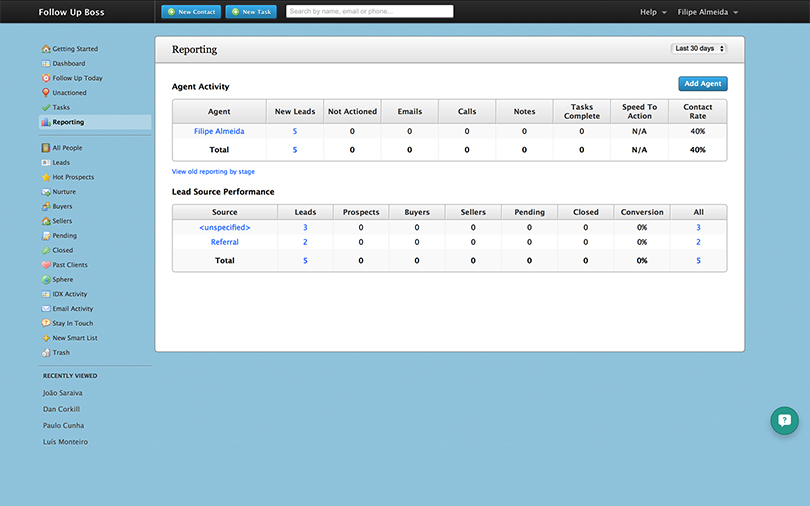 Follow Up Boss
New Contact
New Task
Search by name, email or phone...
Help
Filipe Almeida
Getting Started
Dashboard
Follow Up Today
Unactioned
Tasks
Reporting
All People
Leads
Hot Prospects
Nurture
Buyers
Sellers
Pending
Closed
Past Clients
Sphere
IDX Activity
Email Activity
Stay In Touch
New Smart List
Trash
RECENTLY VIEWED
João Saraiva
Dan Corkill
Paulo Cunha
Luís Monteiro
Reporting
Last 30 days
Agent Activity
Add Agent
Agent New Leads Not Actioned Emails Calls Notes Tasks Complete Speed To Action Contact Rate
Filipe Almeida 5 0 0 0 0 0 N/A 40%
Total 5 0 0 0 0 0 N/A 40%
View old reporting by stage
Lead Source Performance
Source Leads Prospects Buyers Sellers Pending Closed Conversion All
<unspecified> 3 0 0 0 0 0 0% 3
Referral 2 0 0 0 0 0 0% 2
Total 5 0 0 0 0 0 0% 5